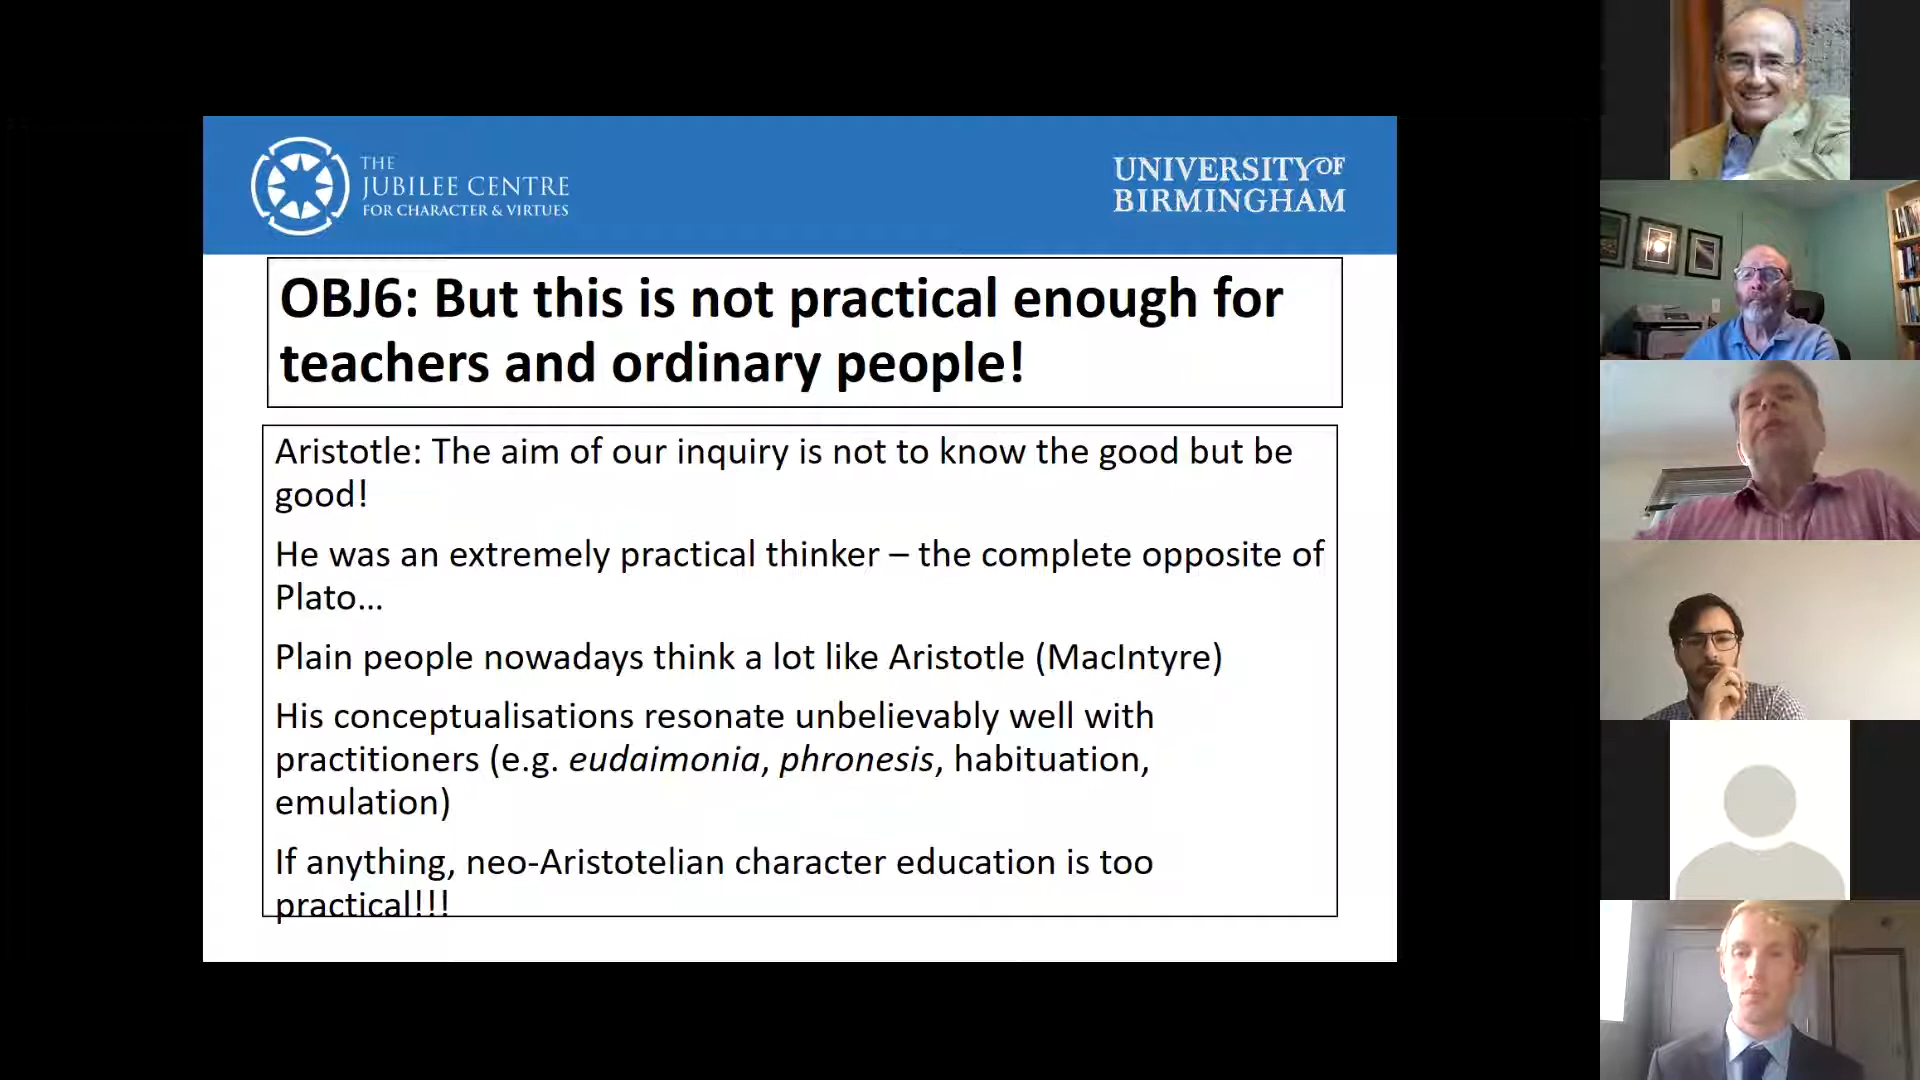 THE
JUBILEE CENTRE
FOR CHARACTER & VIRTUES
UNIVERSITY OF
BIRMINGHAM
OBJ6: But this is not practical enough for
teachers and ordinary people!
Aristotle: The aim of our inquiry is not to know the good but be
good!
He was an extremely practical thinker – the complete opposite of
Plato…
Plain people nowadays think a lot like Aristotle (MacIntyre)
His conceptualisations resonate unbelievably well with
practitioners (e.g. eudaimonia, phronesis, habituation,
emulation)
If anything, neo-Aristotelian character education is too
practical!!!